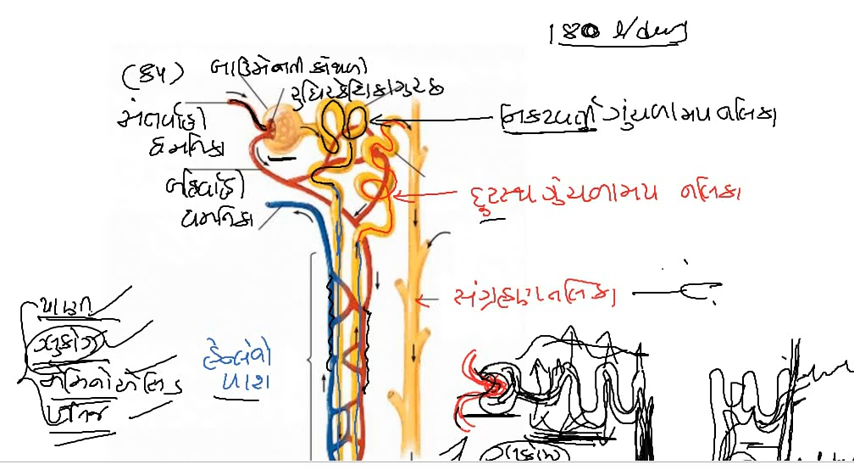 180 l/day
બાઉમેનની કોથળી
રુધિરકેશિકાગુચ્છ
અંતર્વાહી
ધમનિકા
નિકટવર્તી ગુંચળામય નલિકા
બહિર્વાહી
ધમનિકા
દુરસ્થ ગુંચળામય નલિકા
સંગ્રહણ નલિકા
પાણી
ગ્લુકોઝ
એમિનો એસિડ
ખનિજ
હેન્લેનો
પાશ